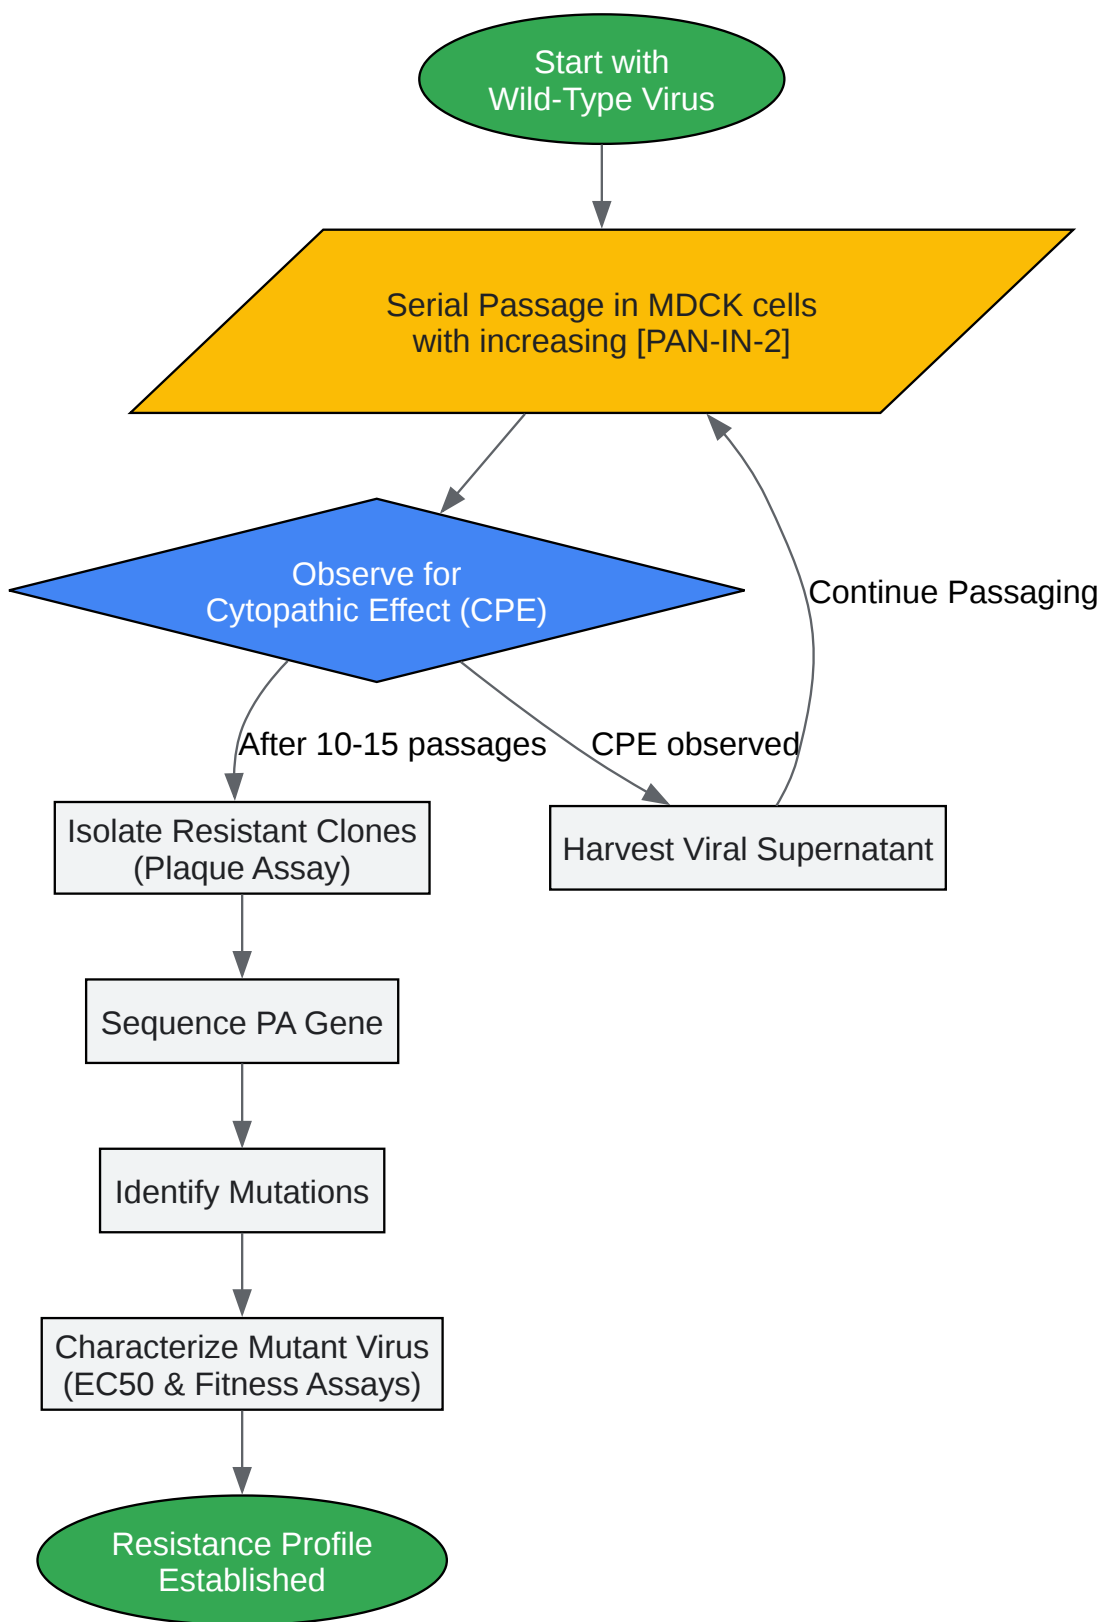 Start with
Wild-Type Virus
Serial Passage in MDCK cells
with increasing [PAN-IN-2]
Observe for
Cytopathic Effect (CPE)
Continue Passaging
After 10-15 passages
CPE observed
Isolate Resistant Clones
(Plaque Assay)
Harvest Viral Supernatant
Sequence PA Gene
Identify Mutations
Characterize Mutant Virus
(EC50 & Fitness Assays)
Resistance Profile
Established